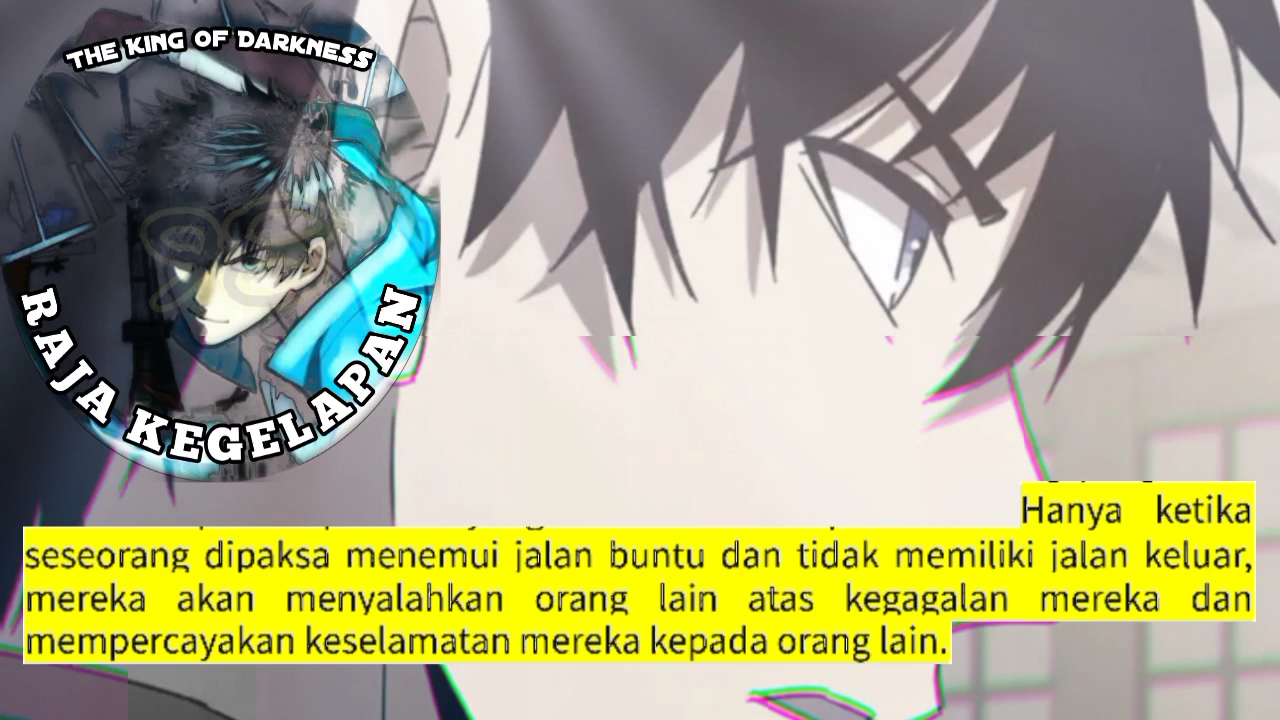 THE KING OF DARKNESS
RAJA KEGELAPAN
Hanya ketika
seseorang dipaksa menemui jalan buntu dan tidak memiliki jalan keluar,
mereka akan menyalahkan orang lain atas kegagalan mereka dan
mempercayakan keselamatan mereka kepada orang lain.